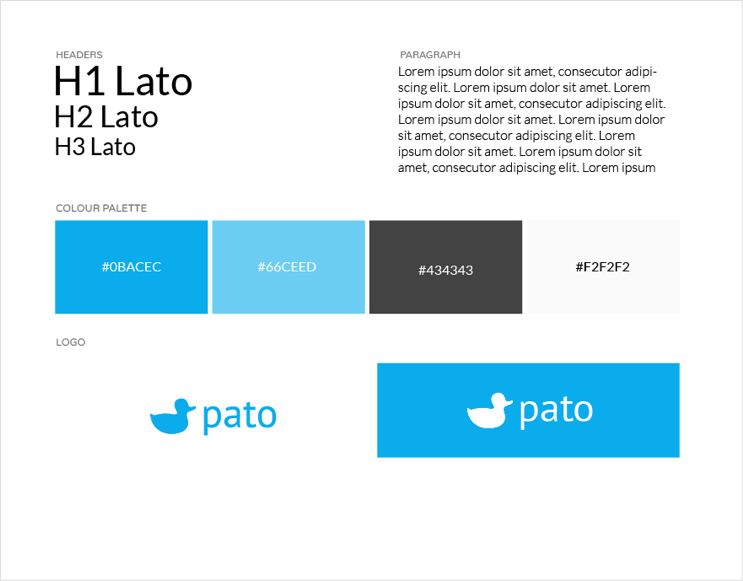 HEADERS
H1 Lato
H2 Lato
H3 Lato
PARAGRAPH
Lorem ipsum dolor sit amet, consecutor adipi-
scing elit. Lorem ipsum dolor sit amet. Lorem
ipsum dolor sit amet, consecutor adipiscing elit.
Lorem ipsum dolor sit amet. Lorem ipsum dolor
sit amet, consecutor adipiscing elit. Lorem
ipsum dolor sit amet. Lorem ipsum dolor sit
amet, consecutor adipiscing elit. Lorem ipsum
COLOUR PALETTE
#0BACEC
#66CEED
#434343
#F2F2F2
LOGO
pato
pato